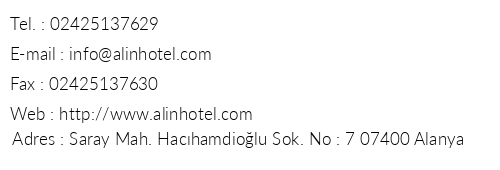 Tel. : 02425137629
E-mail : info@alinhotel.com
Fax : 02425137630
Web : http://www.alinhotel.com
Adres : Saray Mah. Hacıhamdioğlu Sok. No : 7 07400 Alanya